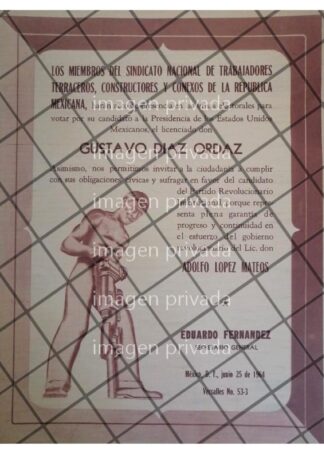 LOS MIEMBROS DEL SINDICATO NACIONAL DE TRABAJADORES
TERRACEROS, CONSTRUCTORES Y CONEXOS DE LA REPUBLICA
MEXICANA, electorales para
imagen privada
votar por su candidato a la Presidencia de los Estados Unidos
Mexicanos, el licenciado don
GUSTAVO DIAZ ORDAZ
Asimismo, nos permitimos invitar a la ciudadanía a cumplir
con sus obligaciones cívicas y sufragar en favor del candidato
imagen privada
del Partido Revolucionario
porque repre-
senta plena garantía de
progreso y continuidad en
imagen privada
el esfuerzo del gobierno
del Lic. don
ADOLFO LOPEZ MATEOS
imagen privada
EDUARDO FERNANDEZ
imagen privada
SECRETARIO GENERAL
México, D. F., junio 25 de 1964
Versalles No. 53-3
imagen privada